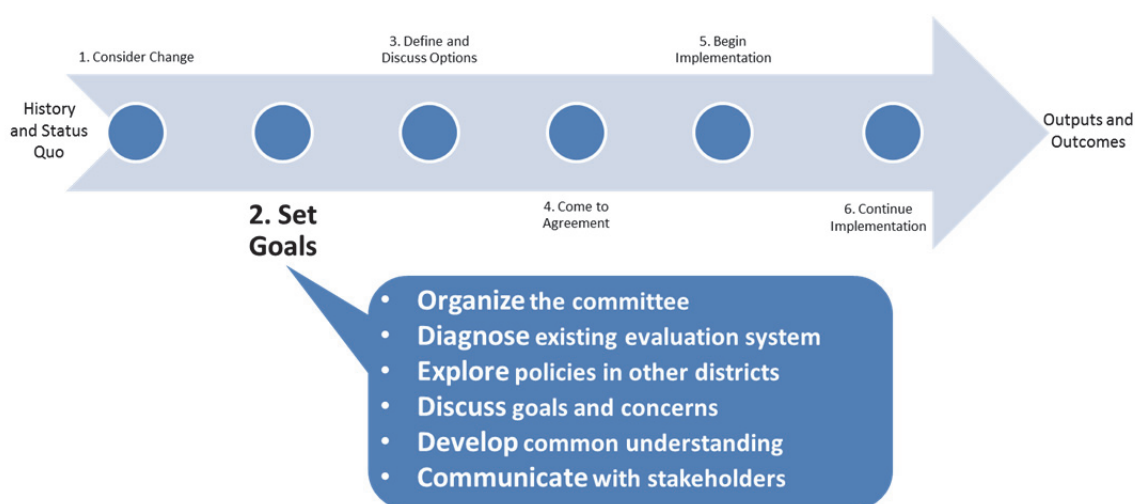 1. Consider Change
3. Define and
Discuss Options
5. Begin
Implementation
History
and Status
Quo
Outputs and
Outcomes
2. Set
Goals
4. Come to
Agreement
6. Continue
Implementation
• Organize the committee
• Diagnose existing evaluation system
• Explore policies in other districts
• Discuss goals and concerns
• Develop common understanding
• Communicate with stakeholders